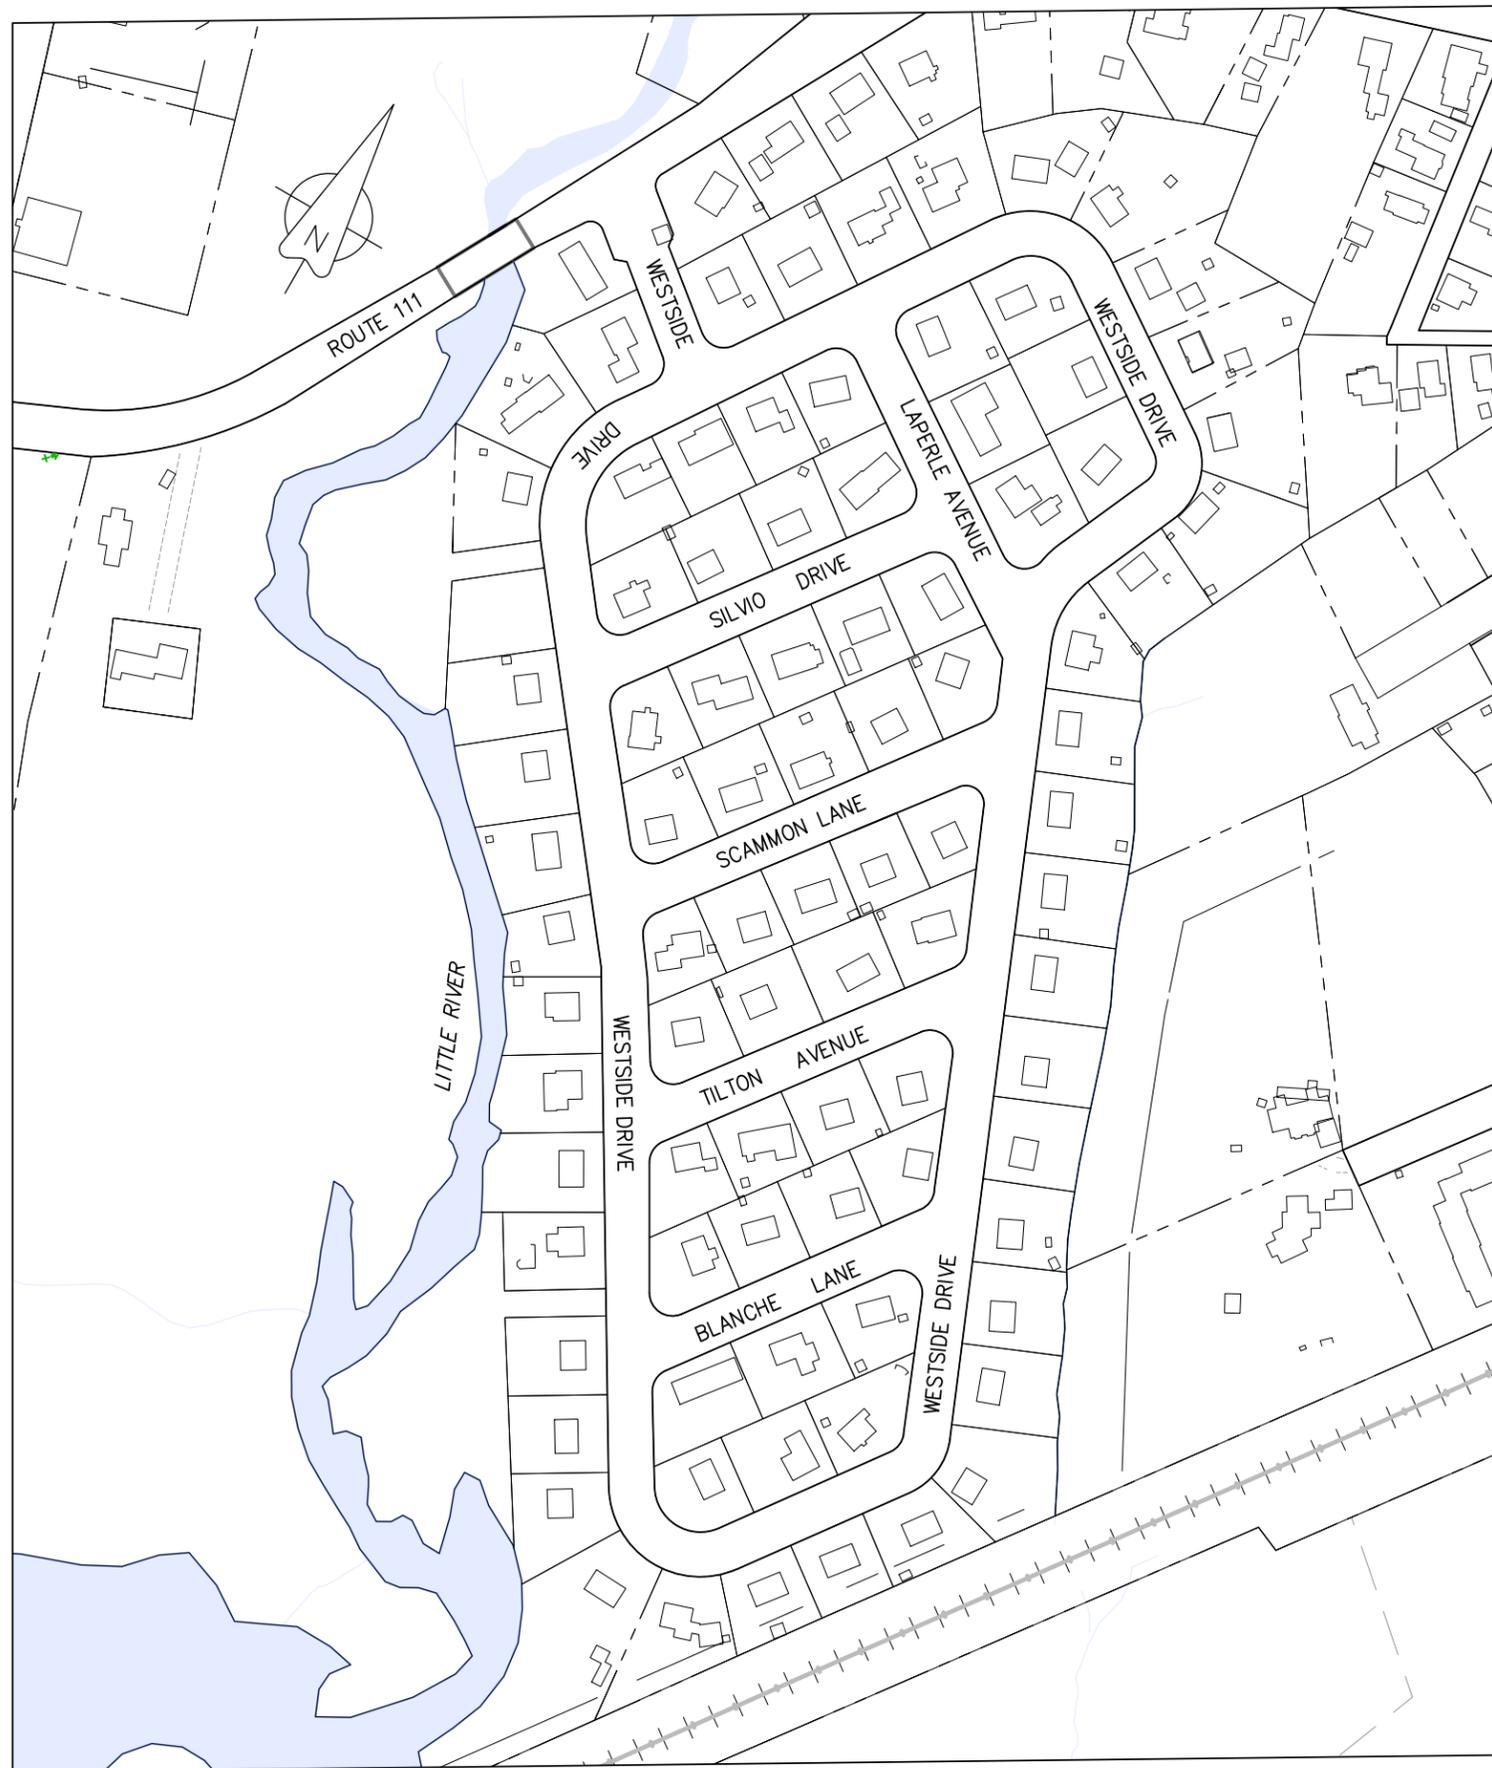 N
ROUTE 111
WESTSIDE
DRIVE
WESTSIDE DRIVE
LAPERLE AVENUE
SILVIO DRIVE
SCAMMON LANE
LITTLE RIVER
WESTSIDE DRIVE
TILTON AVENUE
BLANCHE LANE
WESTSIDE DRIVE